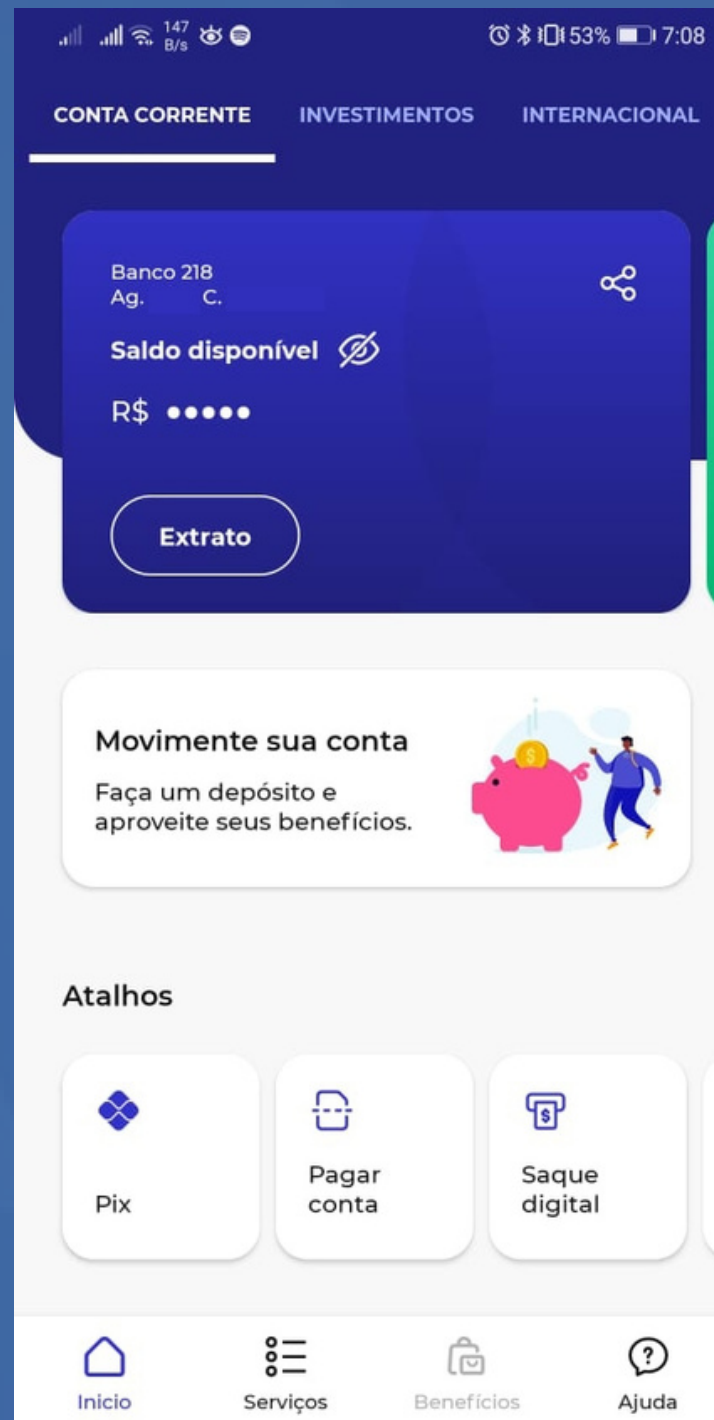 147
B/s
53% 7:08
CONTA CORRENTE INVESTIMENTOS INTERNACIONAL
Banco 218
Ag. C.
Saldo disponível
R$ •••••
Extrato
Movimente sua conta
Faça um depósito e
aproveite seus benefícios.
Atalhos
Pix
Pagar
conta
Saque
digital
Inicio Serviços Benefícios Ajuda